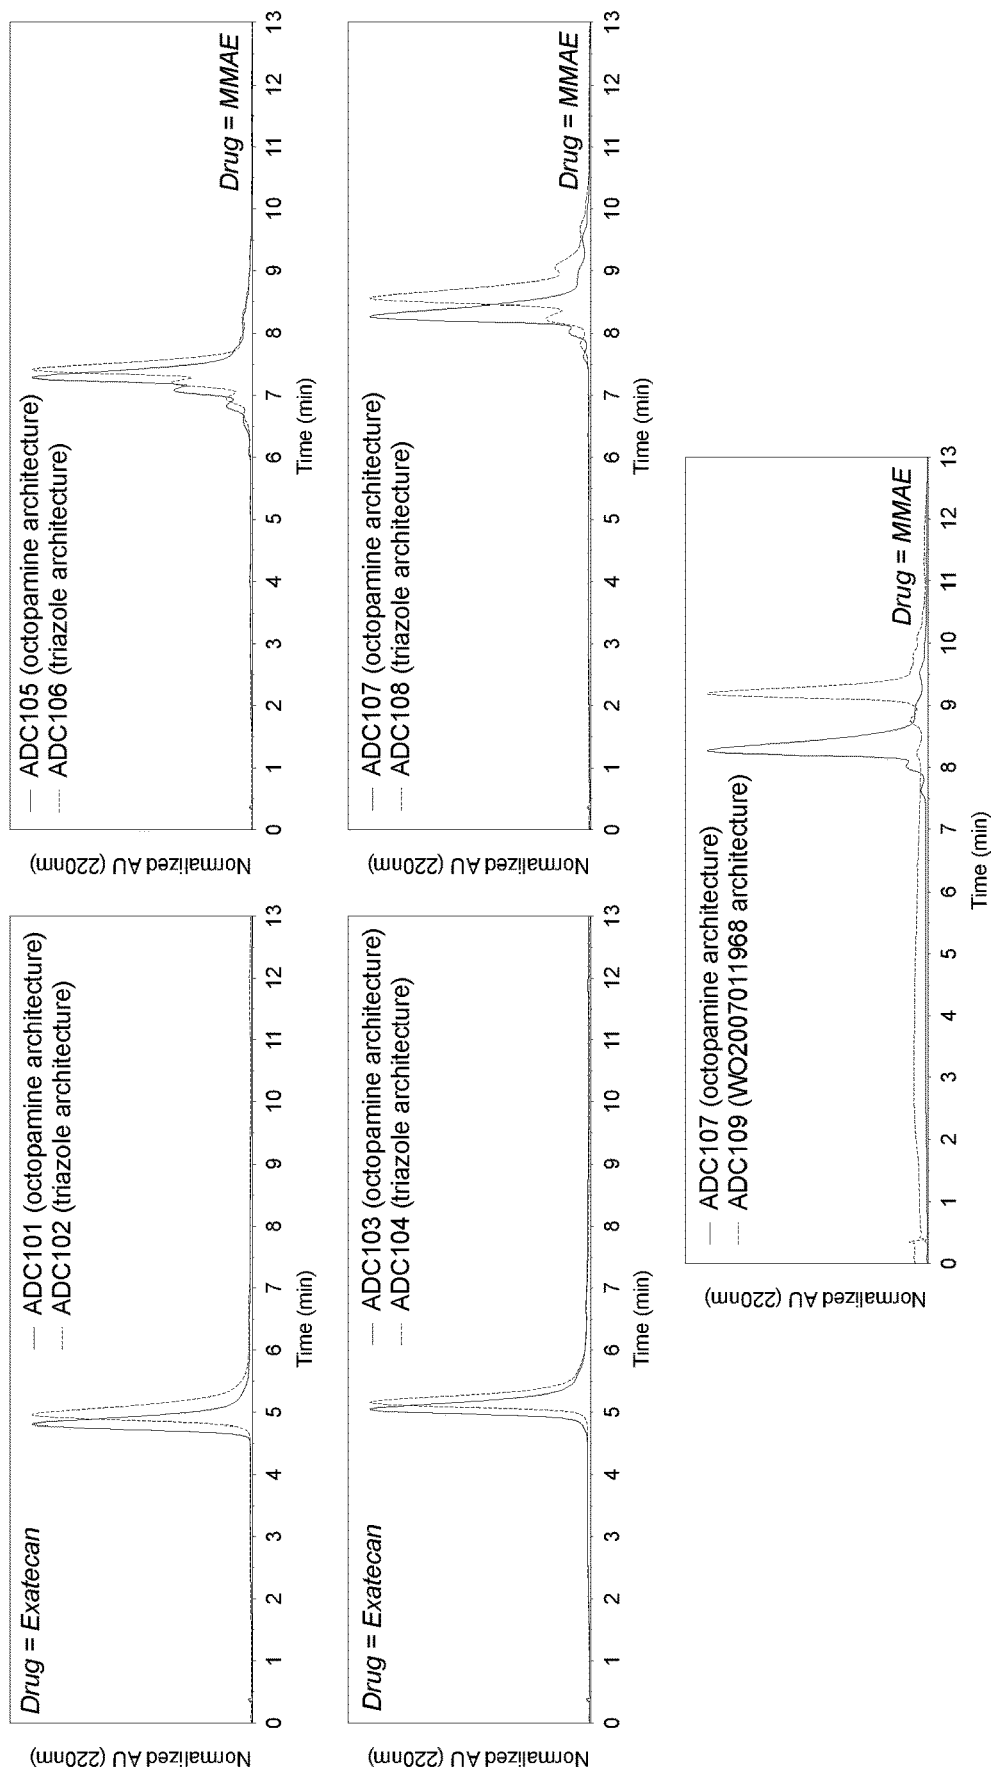 Drug = Exatecan
— ADC101 (octopamine architecture)
---- ADC102 (triazole architecture)
Normalized AU (220nm)
0 1 2 3 4 5 6 7 8 9 10 11 12 13
Time (min)
— ADC105 (octopamine architecture)
---- ADC106 (triazole architecture)
Drug = MMAE
Normalized AU (220nm)
0 1 2 3 4 5 6 7 8 9 10 11 12 13
Time (min)
Drug = Exatecan
— ADC103 (octopamine architecture)
---- ADC104 (triazole architecture)
Normalized AU (220nm)
0 1 2 3 4 5 6 7 8 9 10 11 12 13
Time (min)
— ADC107 (octopamine architecture)
---- ADC108 (triazole architecture)
Drug = MMAE
Normalized AU (220nm)
0 1 2 3 4 5 6 7 8 9 10 11 12 13
Time (min)
— ADC107 (octopamine architecture)
---- ADC109 (WO2007011968 architecture)
Drug = MMAE
Normalized AU (220nm)
0 1 2 3 4 5 6 7 8 9 10 11 12 13
Time (min)